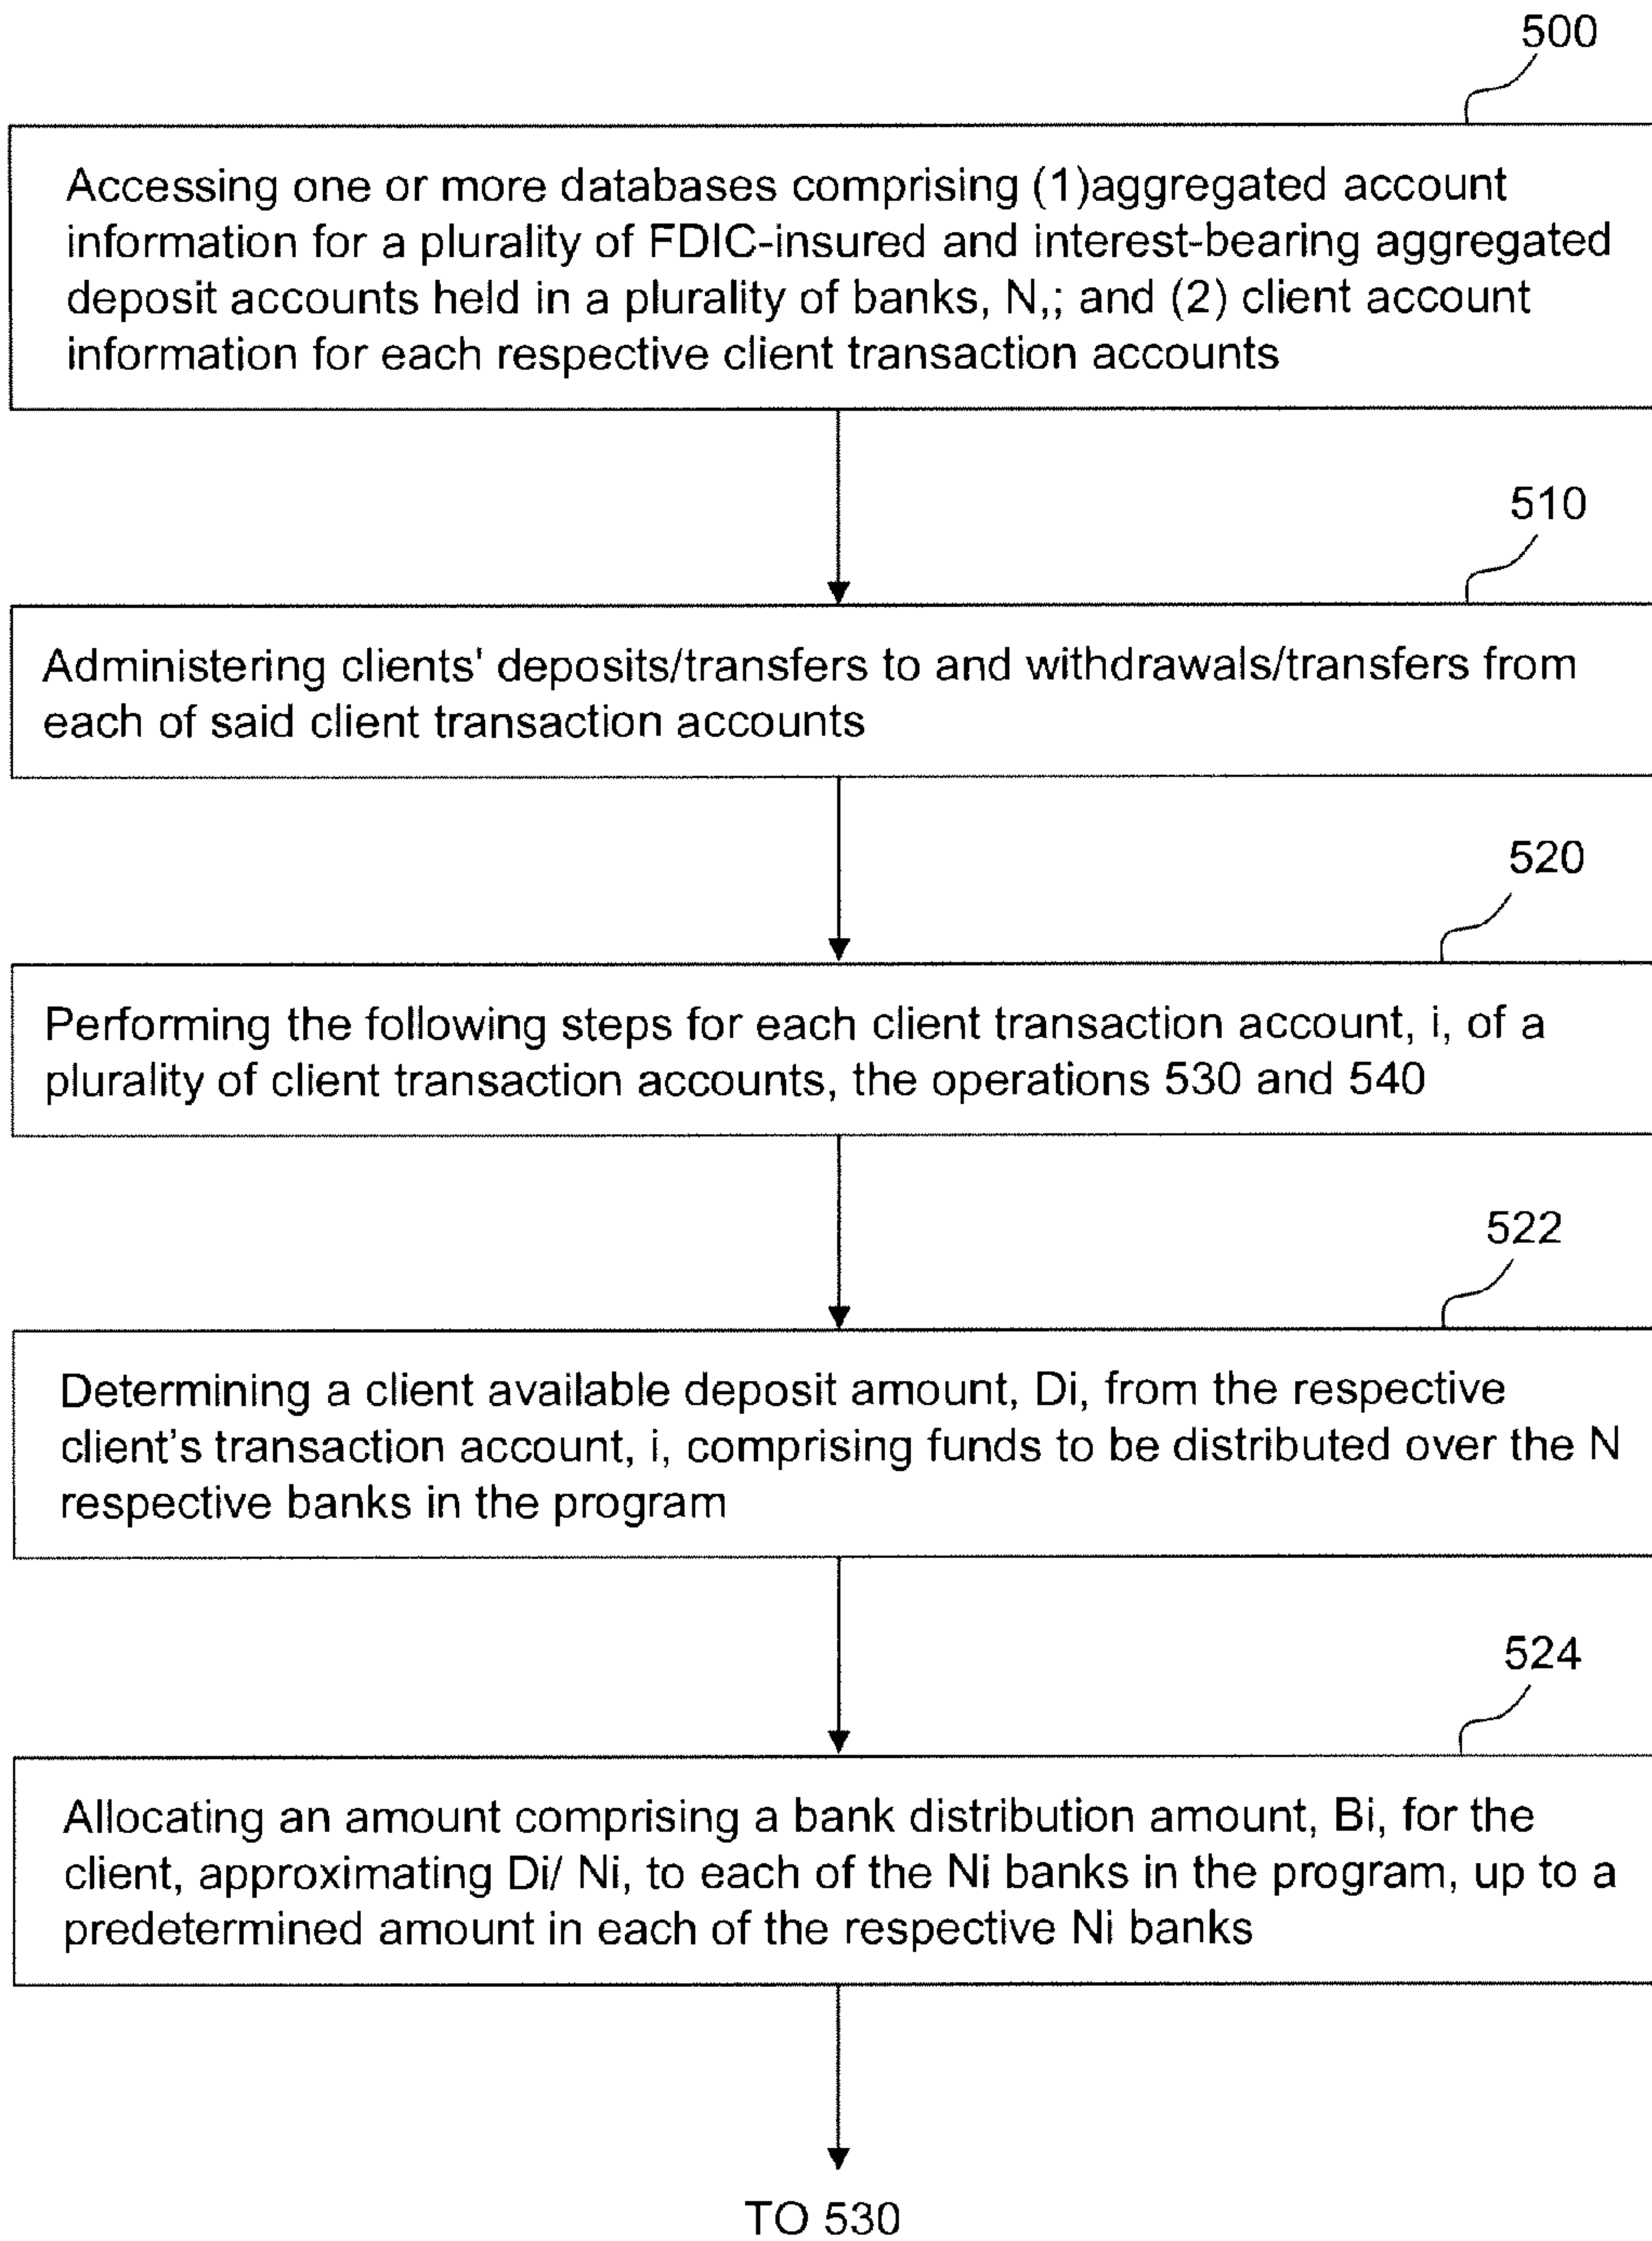 500
Accessing one or more databases comprising (1)aggregated account
information for a plurality of FDIC-insured and interest-bearing aggregated
deposit accounts held in a plurality of banks, N,; and (2) client account
information for each respective client transaction accounts
510
Administering clients' deposits/transfers to and withdrawals/transfers from
each of said client transaction accounts
520
Performing the following steps for each client transaction account, i, of a
plurality of client transaction accounts, the operations 530 and 540
522
Determining a client available deposit amount, Di, from the respective
client’s transaction account, i, comprising funds to be distributed over the N
respective banks in the program
524
Allocating an amount comprising a bank distribution amount, Bi, for the
client, approximating Di/ Ni, to each of the Ni banks in the program, up to a
predetermined amount in each of the respective Ni banks
TO 530